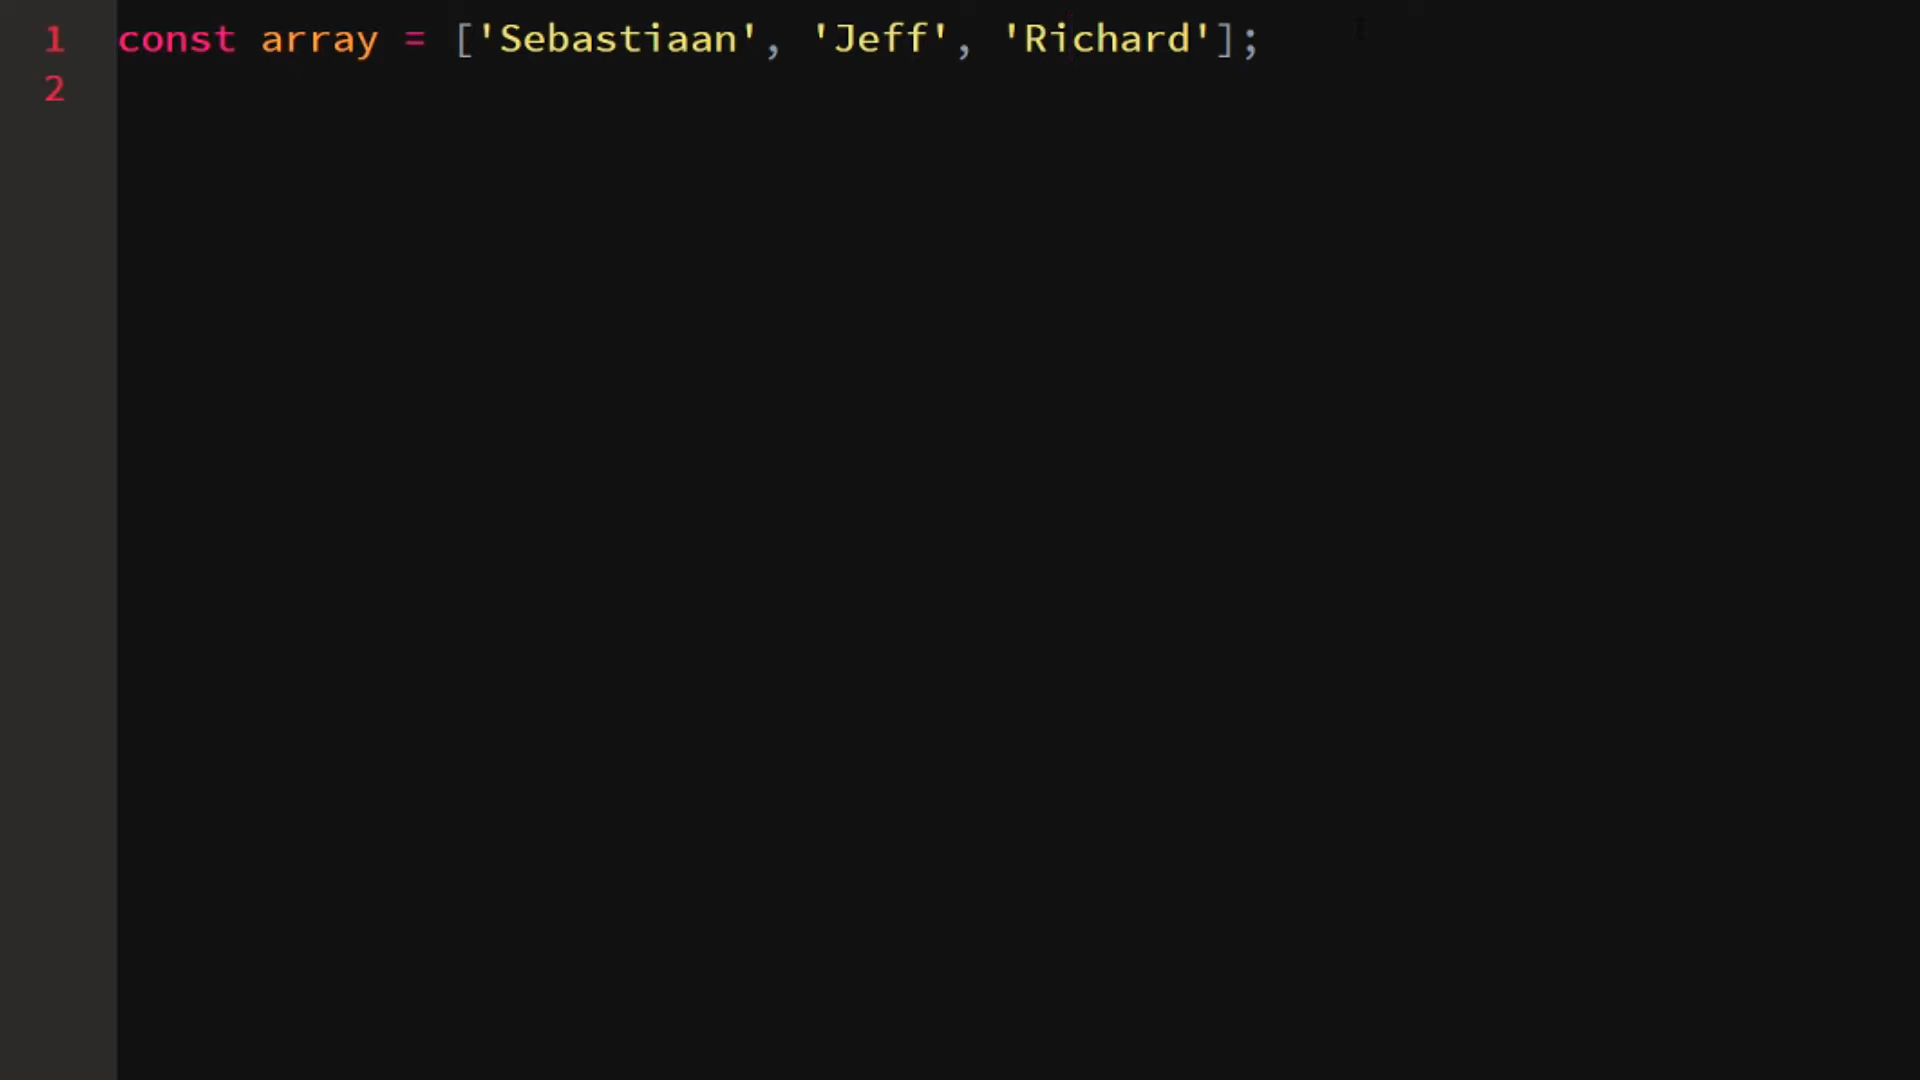 1 const array = ['Sebastiaan', 'Jeff', 'Richard'];
2